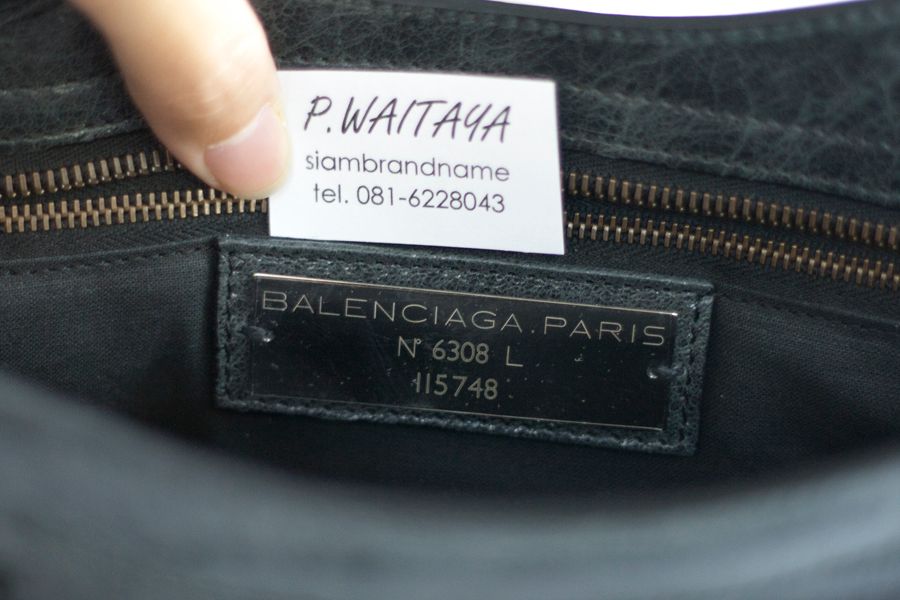 P.WAITAYA
siambrandname
tel. 081-6228043
BALENCIAGA.PARIS
N° 6308 L
115748